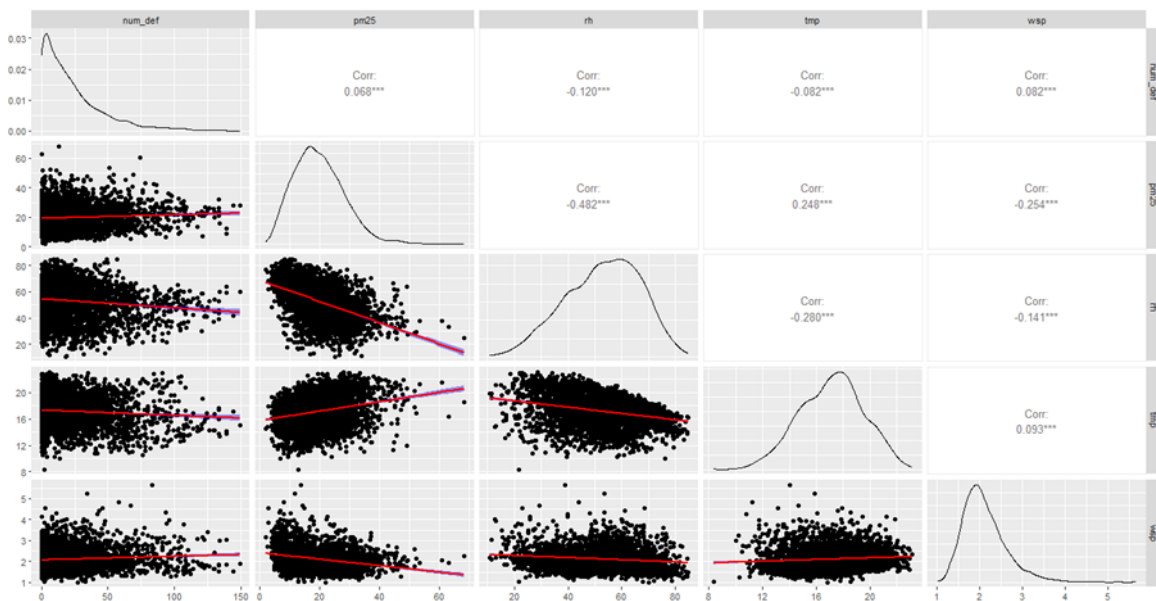 num_def pm25 rh tmp wsp
0.03
0.02
0.01
0.00
Corr:
0.068***
Corr:
-0.120***
Corr:
-0.082***
Corr:
0.082***
num_def
60
40
20
0
Corr:
-0.482***
Corr:
0.248***
Corr:
-0.254***
pm25
80
60
40
20
Corr:
-0.280***
Corr:
-0.141***
rh
20
16
12
8
Corr:
0.093***
tmp
5
4
3
2
1
wsp
0 50 100 150 0 20 40 60 20 40 60 80 8 12 16 20 1 2 3 4 5